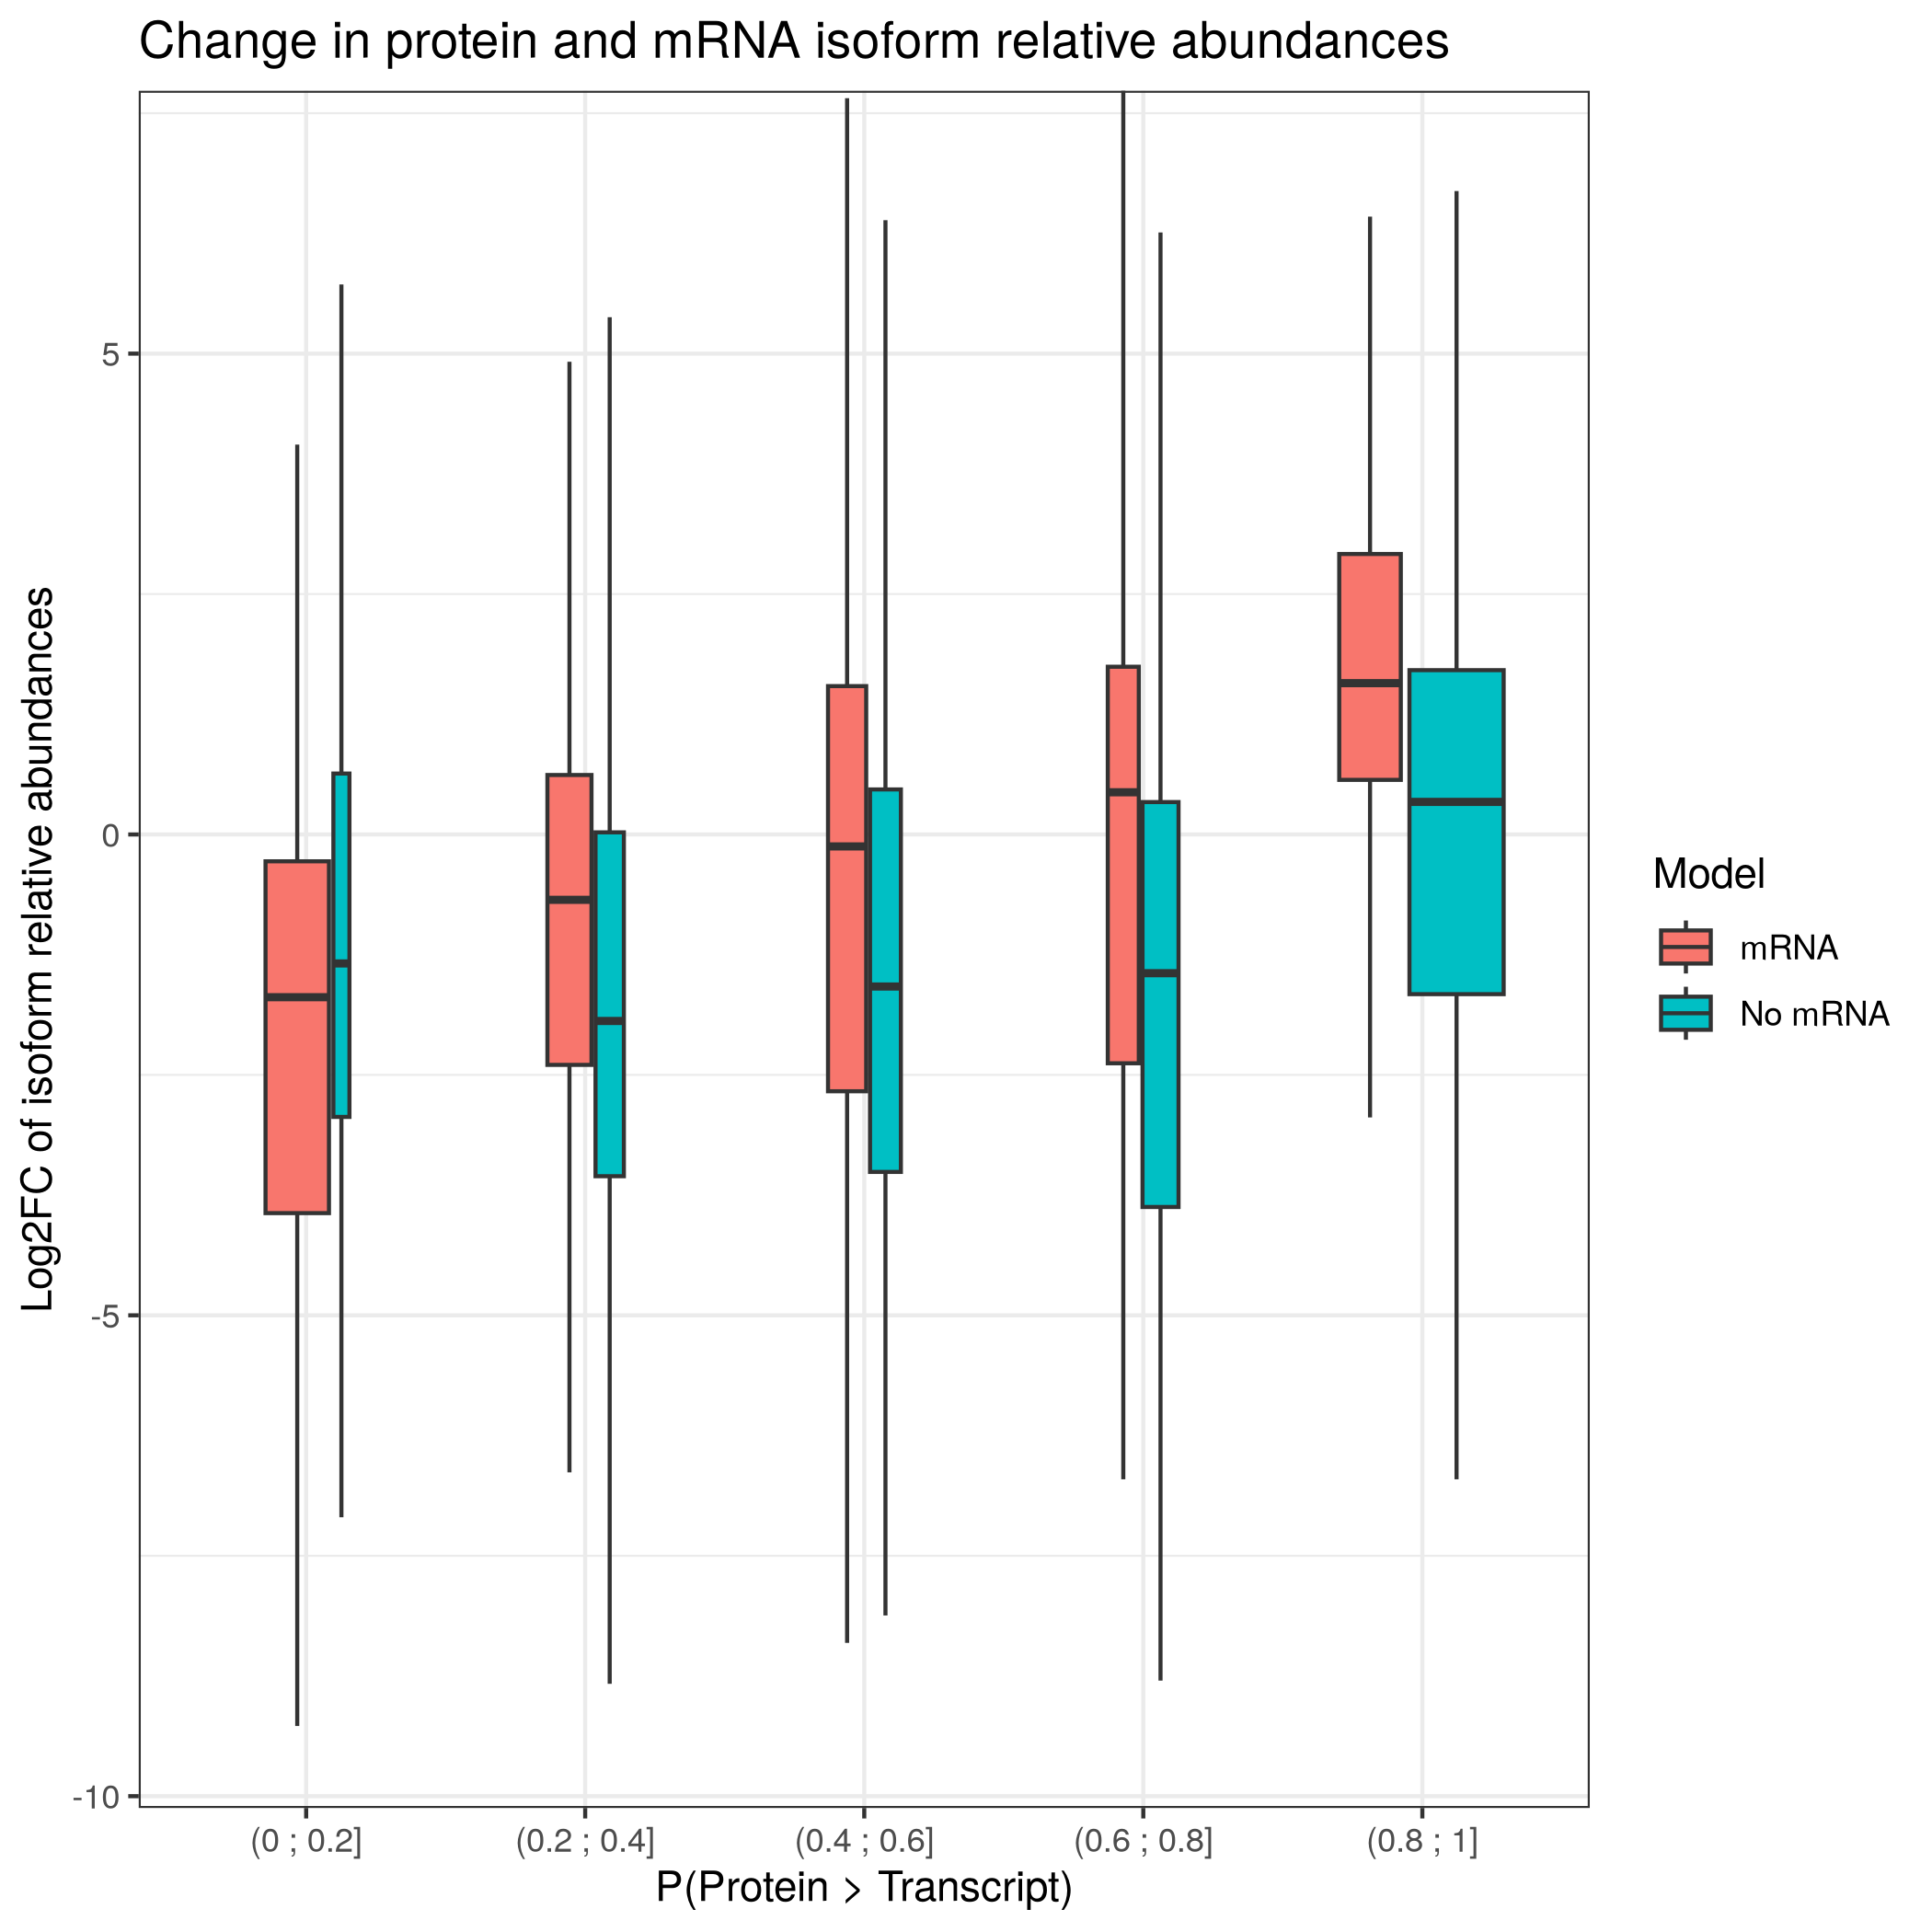 Change in protein and mRNA isoform relative abundances
Log2FC of isoform relative abundances
5
0
-5
-10
(0 ; 0.2]
(0.2 ; 0.4]
(0.4 ; 0.6]
(0.6 ; 0.8]
(0.8 ; 1]
P(Protein > Transcript)
Model
mRNA
No mRNA